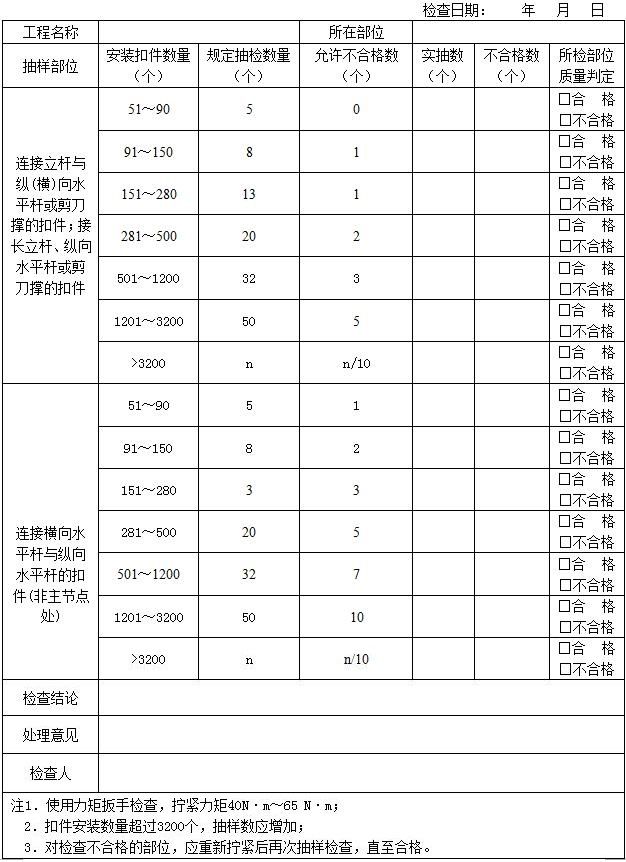 检查日期： 年 月 日
工程名称 所在部位
抽样部位 安装扣件数量（个） 规定抽检数量（个） 允许不合格数（个） 实抽数（个） 不合格数（个） 所检部位质量判定
连接立杆与
纵(横)向水
平杆或剪刀
撑的扣件;接
长立杆、纵向
水平杆或剪
刀撑的扣件
51～90 5 0 □合 格
□不合格
91～150 8 1 □合 格
□不合格
151～280 13 1 □合 格
□不合格
281～500 20 2 □合 格
□不合格
501～1200 32 3 □合 格
□不合格
1201～3200 50 5 □合 格
□不合格
>3200 n n/10 □合 格
□不合格
连接横向水
平杆与纵向
水平杆的扣
件(非主节点
处)
51～90 5 1 □合 格
□不合格
91～150 8 2 □合 格
□不合格
151～280 3 3 □合 格
□不合格
281～500 20 5 □合 格
□不合格
501～1200 32 7 □合 格
□不合格
1201～3200 50 10 □合 格
□不合格
>3200 n n/10 □合 格
□不合格
检查结论
处理意见
检查人
注1．使用力矩扳手检查，拧紧力矩40N·m～65 N·m；
2．扣件安装数量超过3200个，抽样数应增加；
3．对检查不合格的部位，应重新拧紧后再次抽样检查，直至合格。